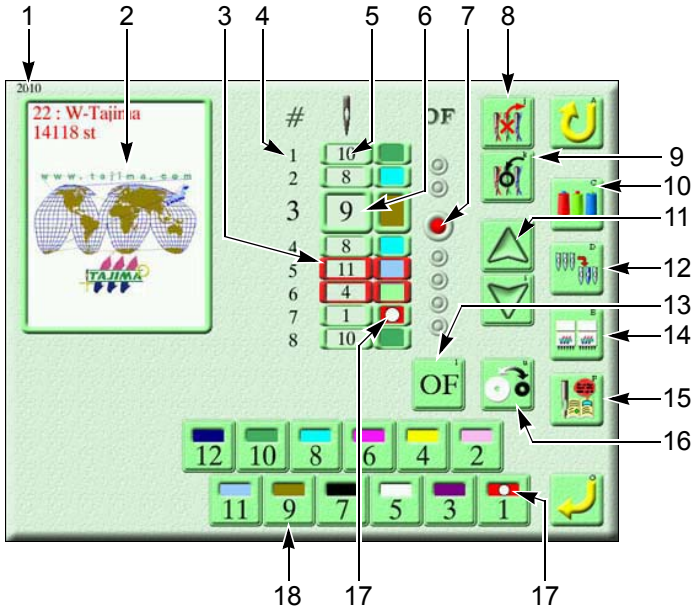 1 2 3 4 5 6 7 8
2010
22 : W-Tajima
14118 st
www.tajima.com
TAJIMA
# OF
1 10
2 8
3 9
4 8
5 11
6 4
7 1
8 10
OF
A
C
D
E
P
9
10
11
12
13
14
15
16
12 10 8 6 4 2
11 9 7 5 3 1
18 17 17